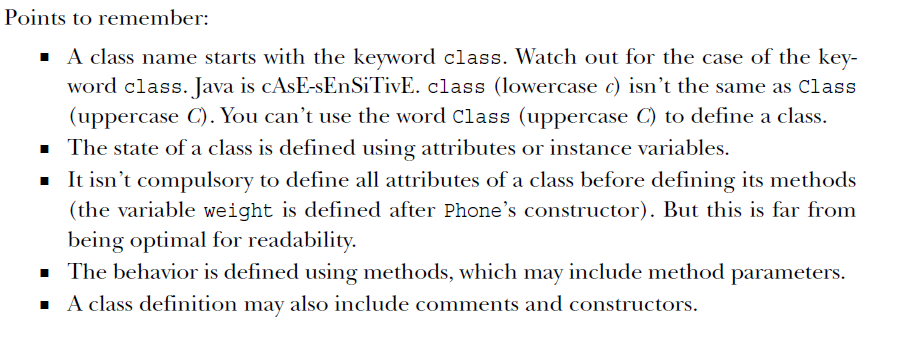 Points to remember:
■ A class name starts with the keyword class. Watch out for the case of the key-
word class. Java is cAsE-sEnSiTivE. class (lowercase c) isn’t the same as Class
(uppercase C). You can’t use the word Class (uppercase C) to define a class.
■ The state of a class is defined using attributes or instance variables.
■ It isn’t compulsory to define all attributes of a class before defining its methods
(the variable weight is defined after Phone’s constructor). But this is far from
being optimal for readability.
■ The behavior is defined using methods, which may include method parameters.
■ A class definition may also include comments and constructors.